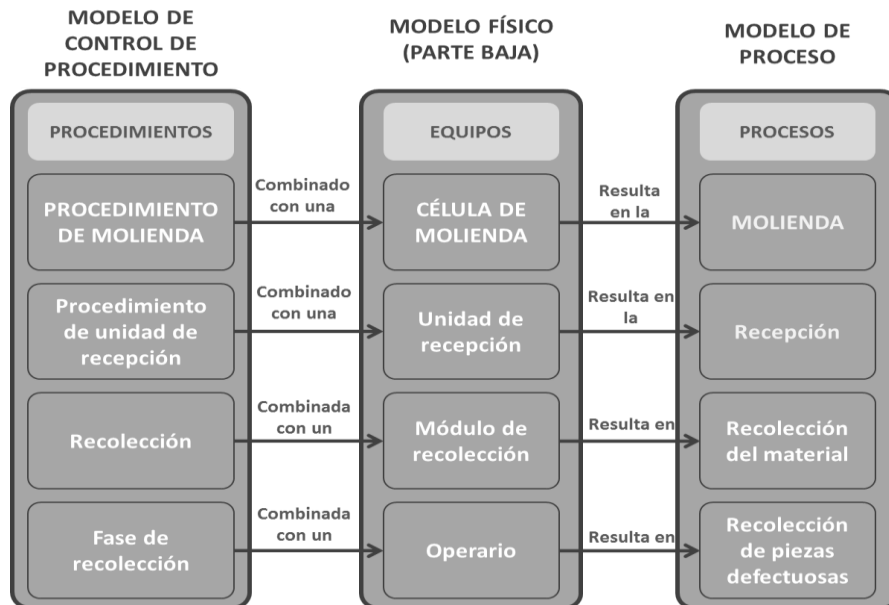 MODELO DE
CONTROL DE
PROCEDIMIENTO
MODELO FÍSICO
(PARTE BAJA)
MODELO DE
PROCESO
PROCEDIMIENTOS
EQUIPOS
PROCESOS
PROCEDIMIENTO
DE MOLIENDA
Combinado
con una
CÉLULA DE
MOLIENDA
Resulta
en la
MOLIENDA
Procedimiento
de unidad de
recepción
Combinado
con una
Unidad de
recepción
Resulta en
la
Recepción
Recolección
Combinada
con un
Módulo de
recolección
Resulta en
Recolección
del material
Fase de
recolección
Combinada
con un
Operario
Resulta en
Recolección
de piezas
defectuosas